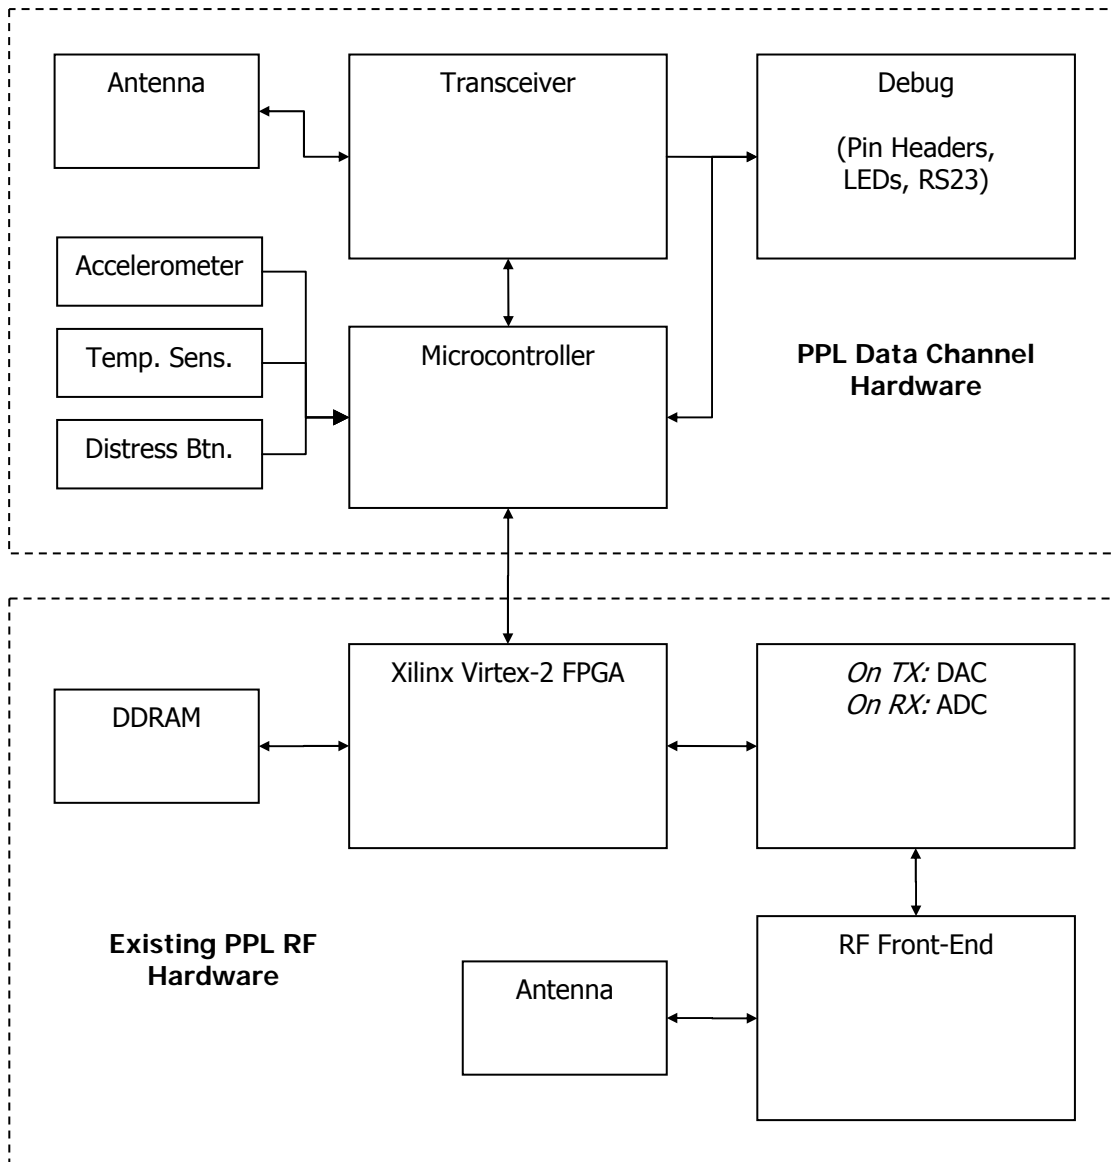 Antenna
Transceiver
Debug
(Pin Headers,
LEDs, RS23)
Accelerometer
Temp. Sens.
Distress Btn.
Microcontroller
PPL Data Channel
Hardware
Xilinx Virtex-2 FPGA
On TX: DAC
On RX: ADC
DDRAM
Existing PPL RF
Hardware
RF Front-End
Antenna